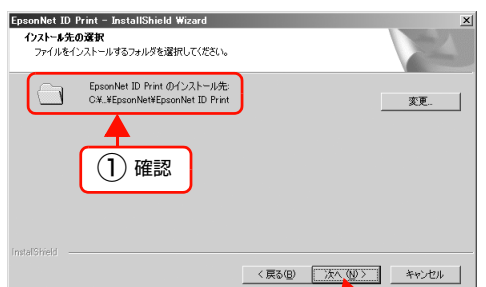 EpsonNet ID Print - InstallShield Wizard
インストール先の選択
ファイルをインストールするフォルダを選択してください。
EpsonNet ID Print のインストール先:
C:¥...¥EpsonNet¥EpsonNet ID Print
変更...
① 確認
InstallShield
< 戻る(B)
次へ(N) >
キャンセル